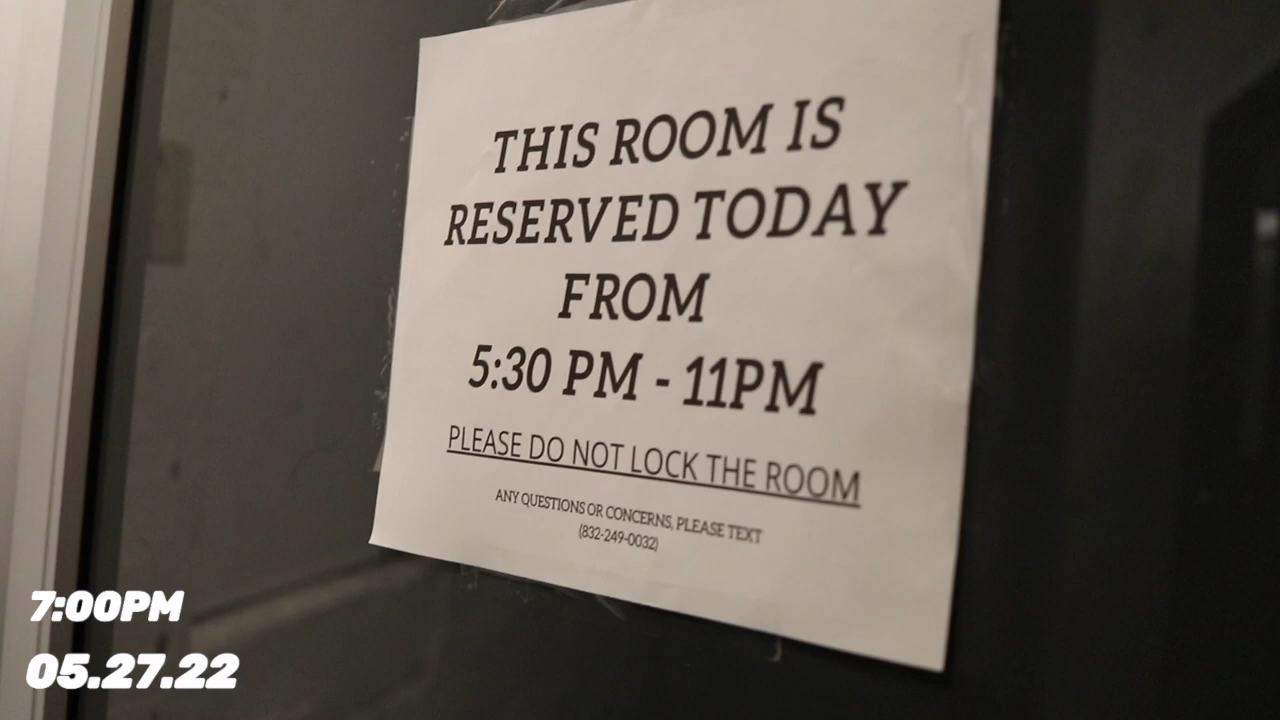 THIS ROOM IS
RESERVED TODAY
FROM
5:30 PM - 11PM
PLEASE DO NOT LOCK THE ROOM
ANY QUESTIONS OR CONCERNS, PLEASE TEXT
(832-249-0032)
7:00PM
05.27.22